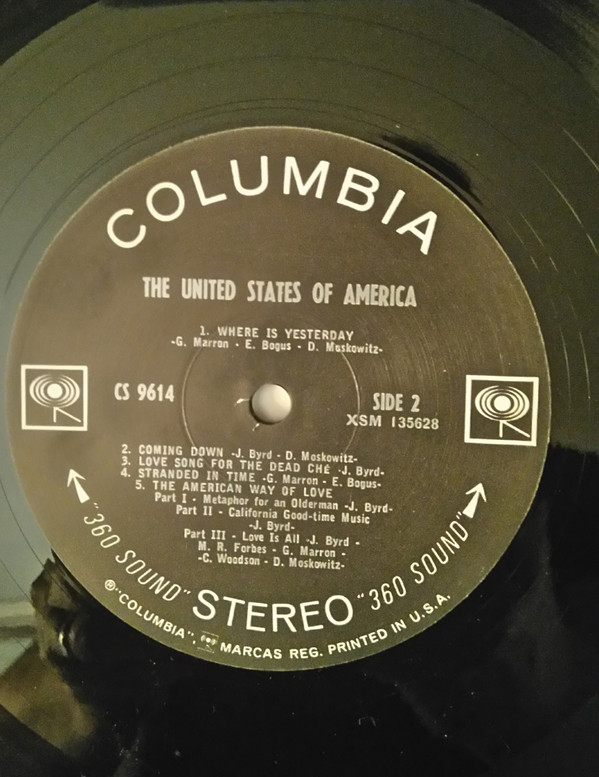 COLUMBIA
THE UNITED STATES OF AMERICA
1. WHERE IS YESTERDAY
-G. Marron - E. Bogus - D. Moskowitz-
CS 9614
SIDE 2
XSM 135628
2. COMING DOWN -J. Byrd - D. Moskowitz-
3. LOVE SONG FOR THE DEAD CHÉ -J. Byrd-
4. STRANDED IN TIME -G. Marron - E. Bogus-
5. THE AMERICAN WAY OF LOVE
Part I - Metaphor for an Olderman -J. Byrd-
Part II - California Good-time Music
-J. Byrd-
Part III - Love Is All -J. Byrd -
M. R. Forbes - G. Marron -
-C. Woodson - D. Moskowitz-
"360 SOUND" STEREO "360 SOUND"
® "COLUMBIA", MARCAS REG. PRINTED IN U.S.A.